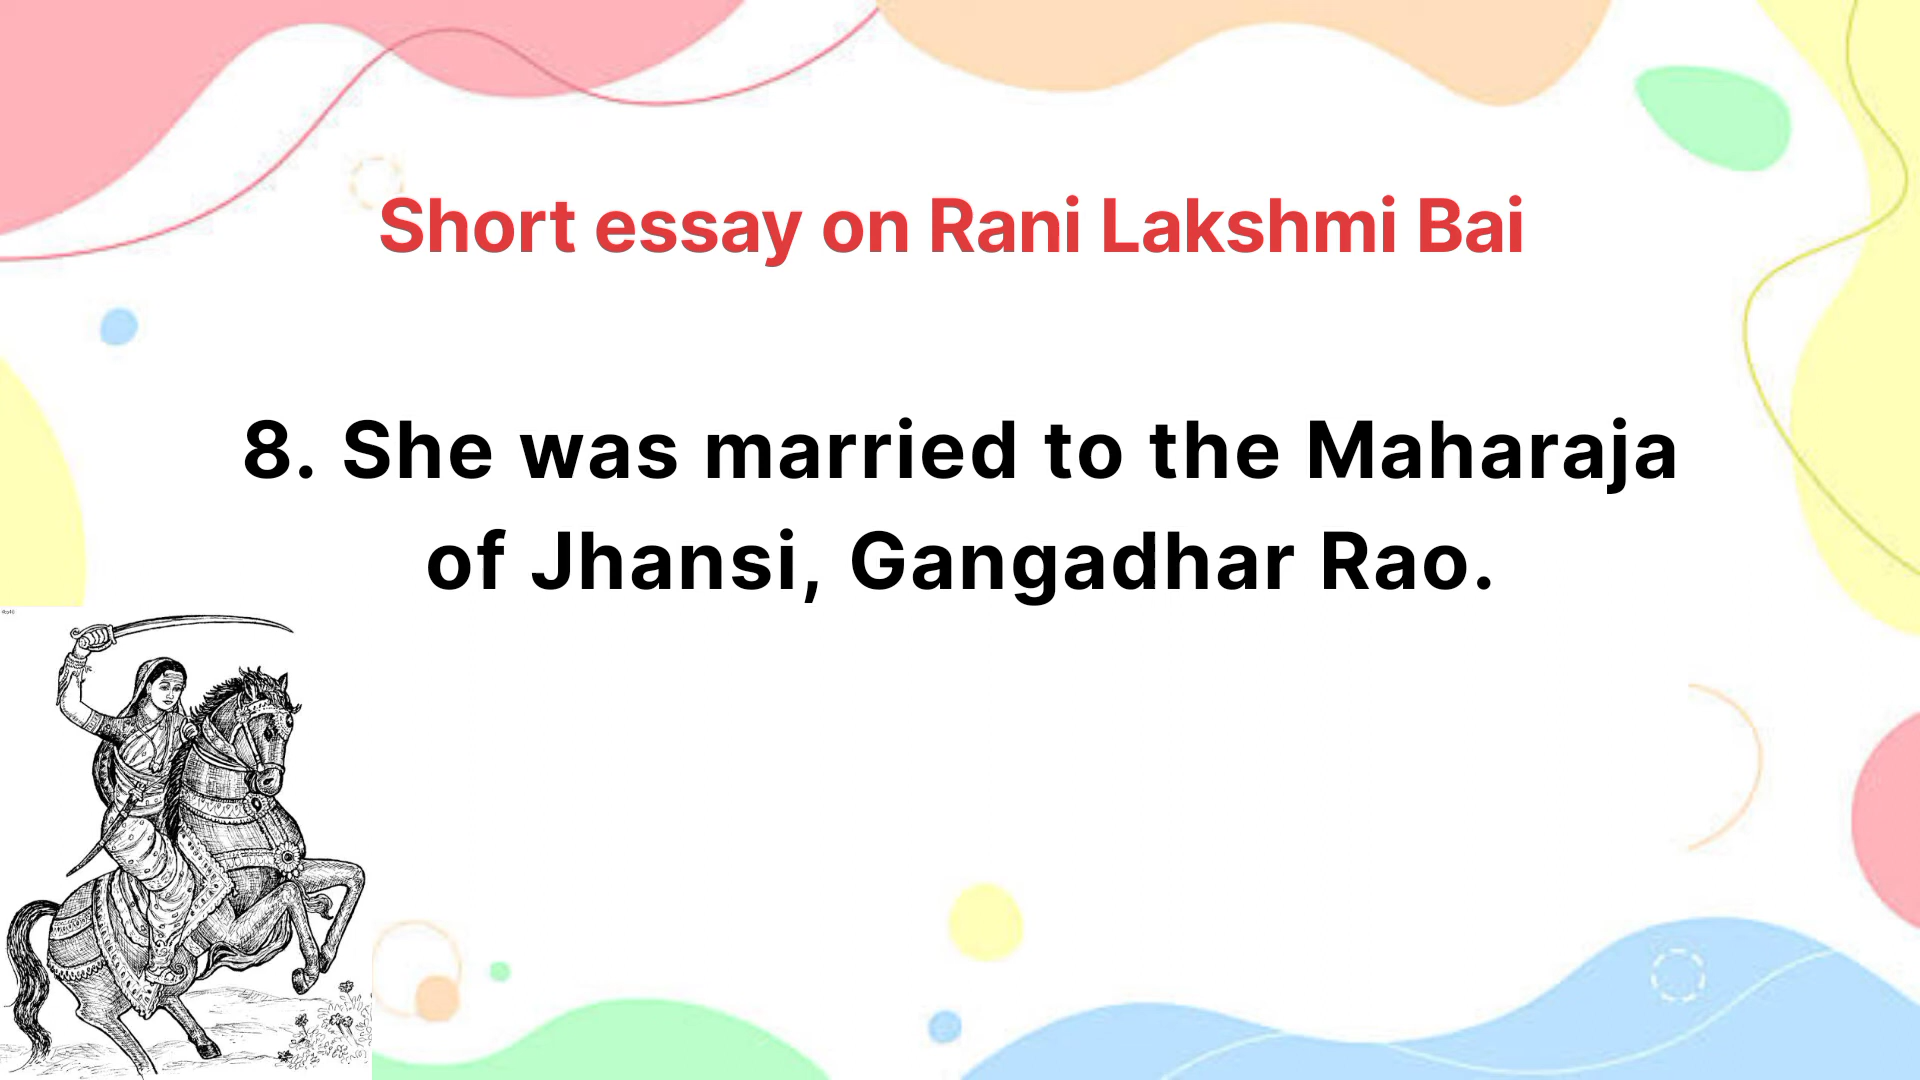 Short essay on Rani Lakshmi Bai
8. She was married to the Maharaja
of Jhansi, Gangadhar Rao.